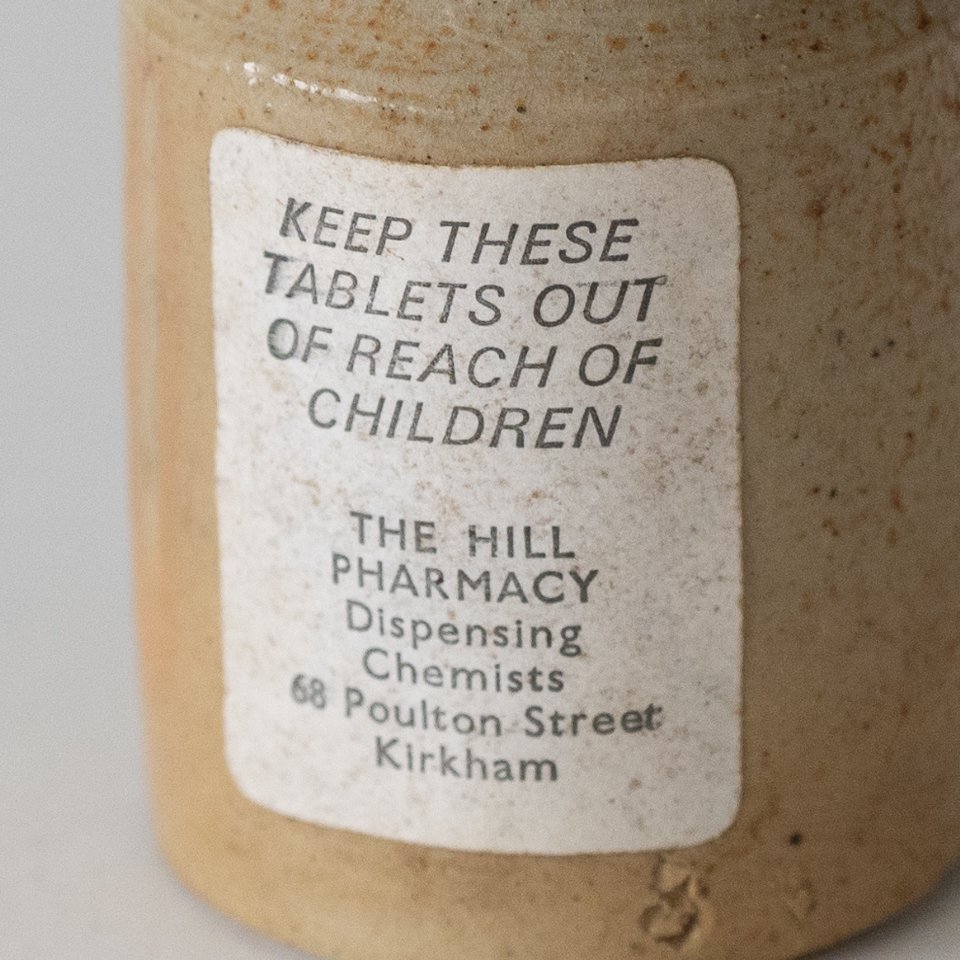 KEEP THESE
TABLETS OUT
OF REACH OF
CHILDREN
THE HILL
PHARMACY
Dispensing
Chemists
68 Poulton Street
Kirkham